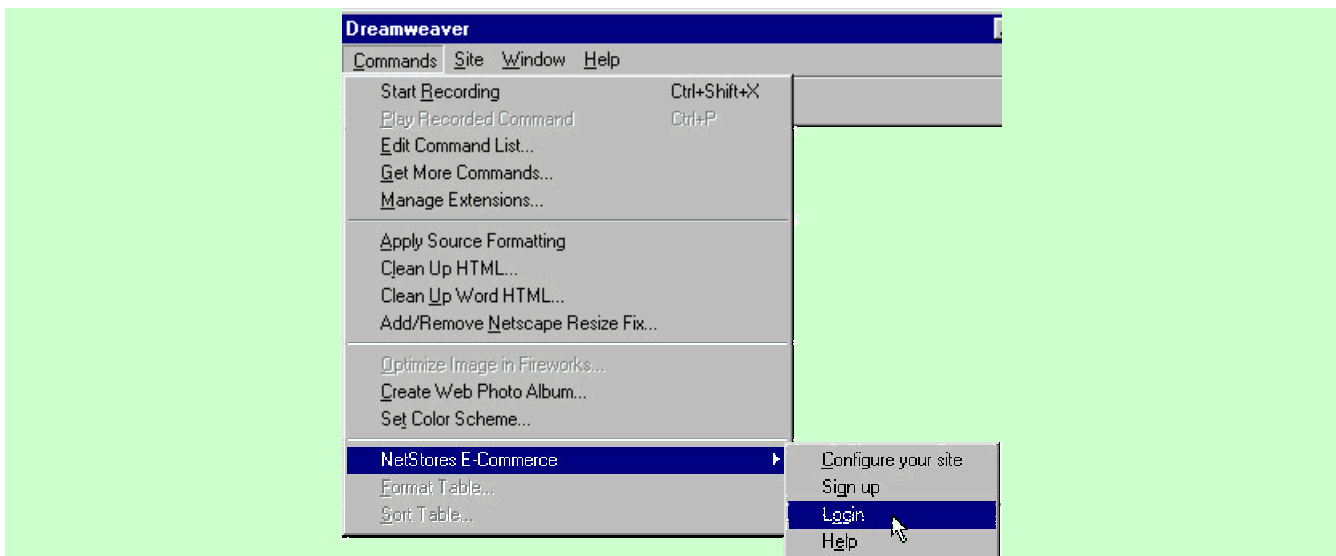 Dreamweaver
Commands Site Window Help
Start Recording Ctrl+Shift+X
Play Recorded Command Ctrl+P
Edit Command List...
Get More Commands...
Manage Extensions...
Apply Source Formatting
Clean Up HTML...
Clean Up Word HTML...
Add/Remove Netscape Resize Fix...
Optimize Image in Fireworks...
Create Web Photo Album...
Set Color Scheme...
NetStores E-Commerce
Configure your site
Format Table...
Sign up
Sort Table...
Login
Help